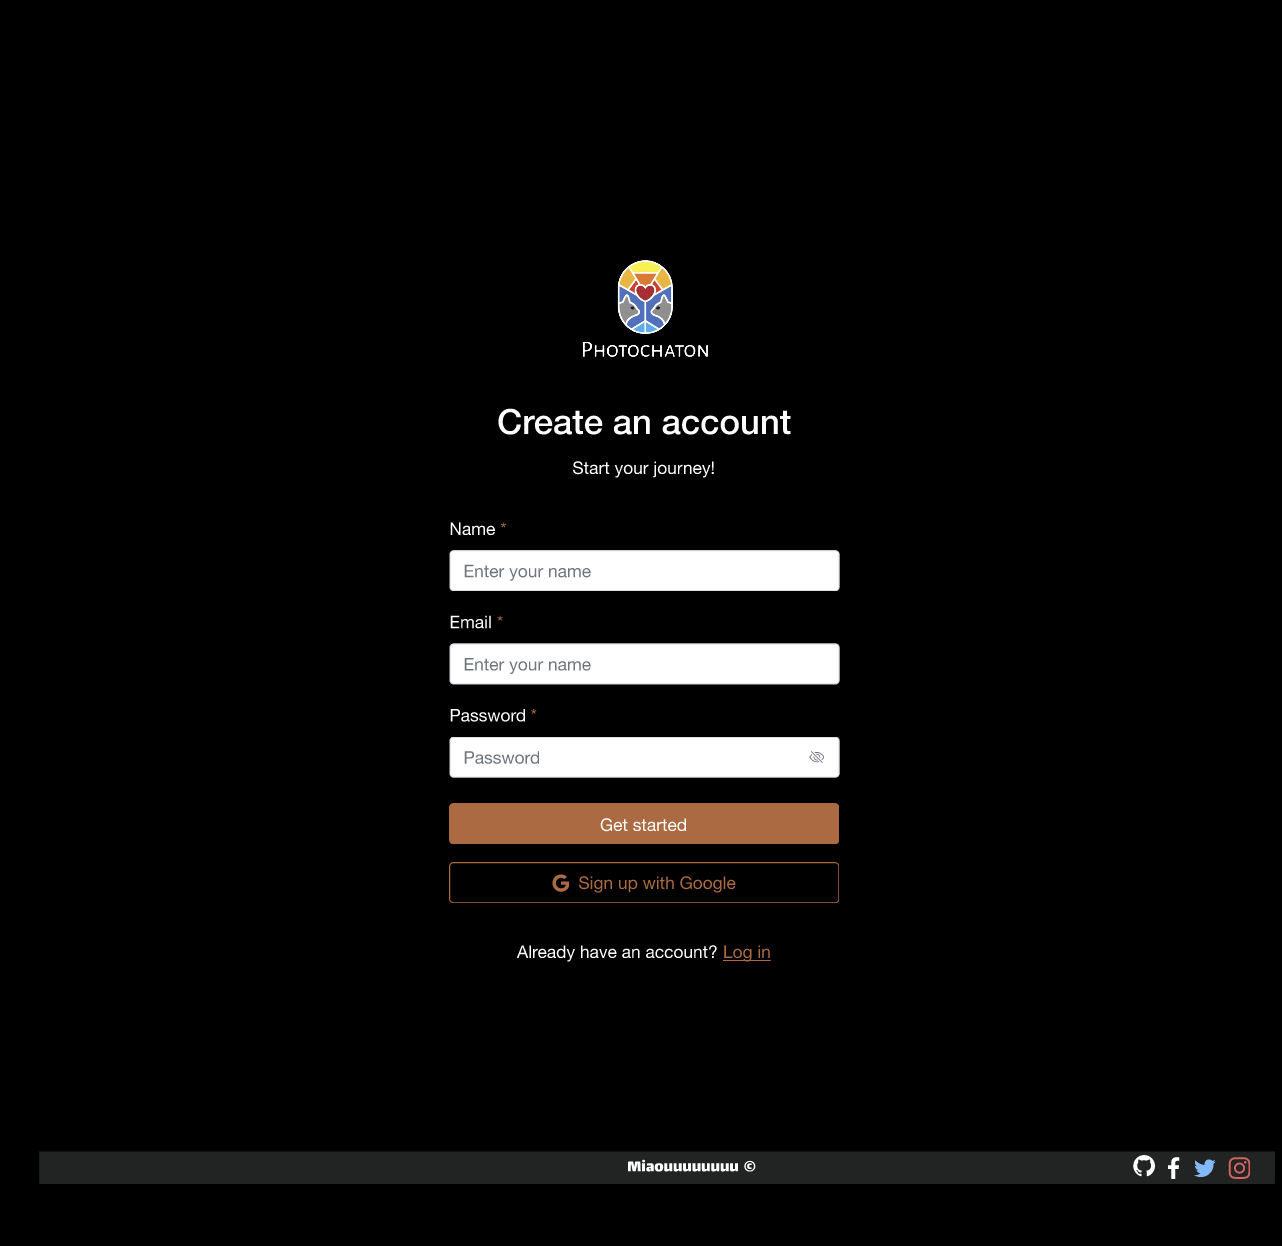 Photochaton
Create an account
Start your journey!
Name *
Enter your name
Email *
Enter your name
Password *
Password
Get started
Sign up with Google
Already have an account? Log in
Miaouuuuuuuu ©